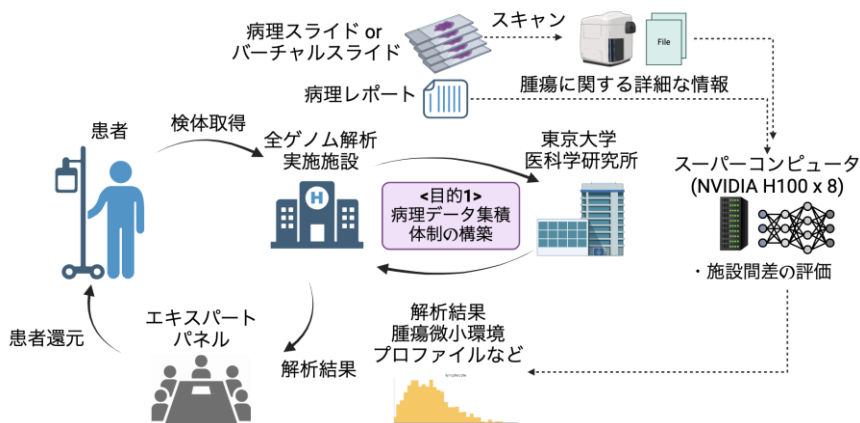 病理スライド or
バーチャルスライド
スキャン
File
病理レポート
腫瘍に関する詳細な情報
患者
検体取得
全ゲノム解析
実施施設
H
<目的1>
病理データ集積
体制の構築
東京大学
医科学研究所
スーパーコンピュータ
(NVIDIA H100 x 8)
・施設間差の評価
患者還元
エキスパート
パネル
解析結果
解析結果
腫瘍微小環境
プロファイルなど